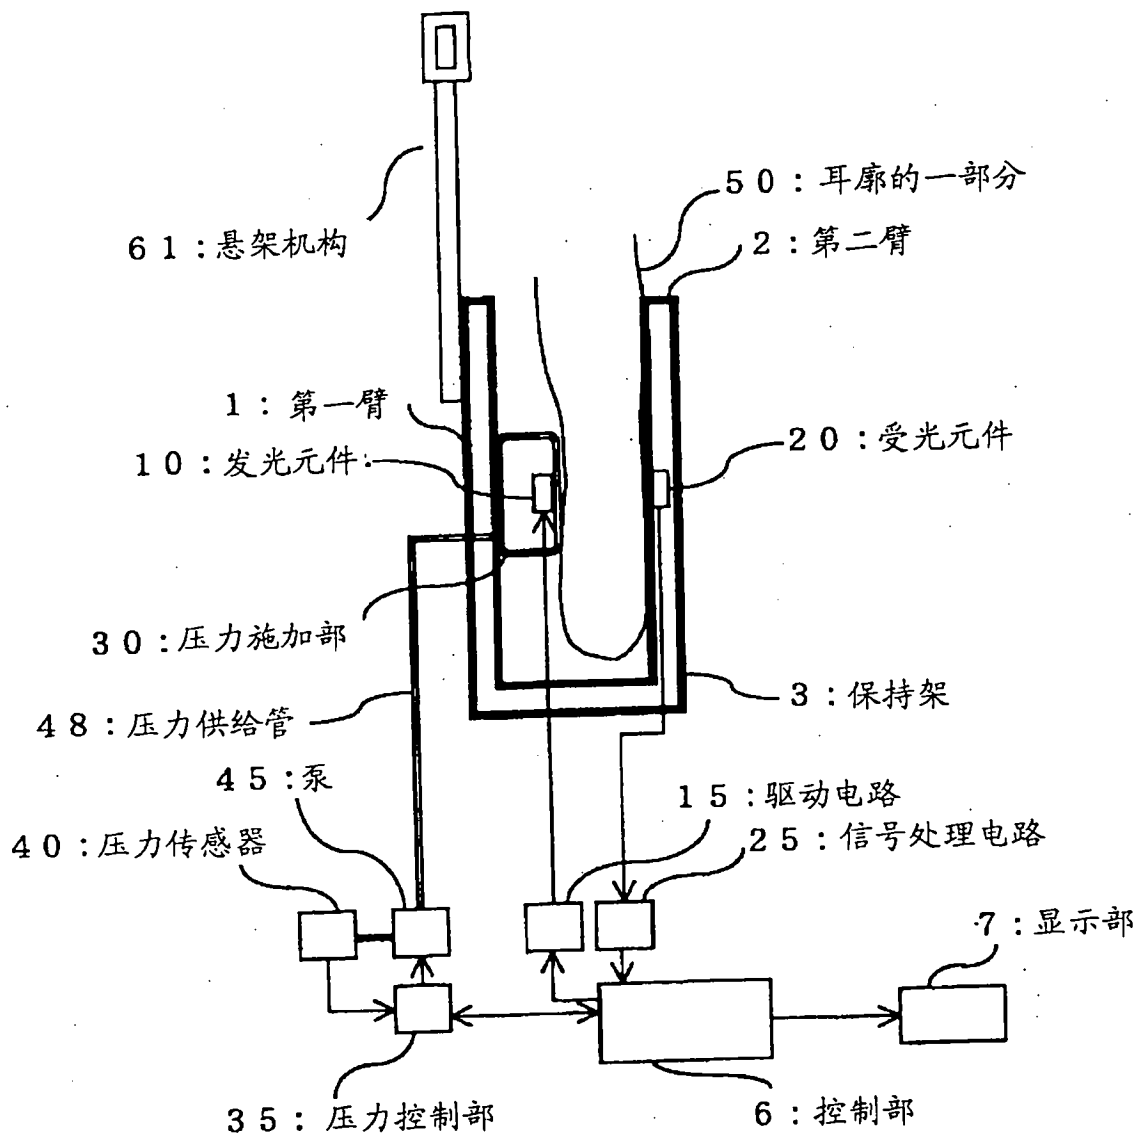 50：耳廓的一部分
2：第二臂
61：悬架机构
1：第一臂
10：发光元件
20：受光元件
30：压力施加部
3：保持架
48：压力供给管
45：泵
15：驱动电路
40：压力传感器
25：信号处理电路
7：显示部
35：压力控制部
6：控制部